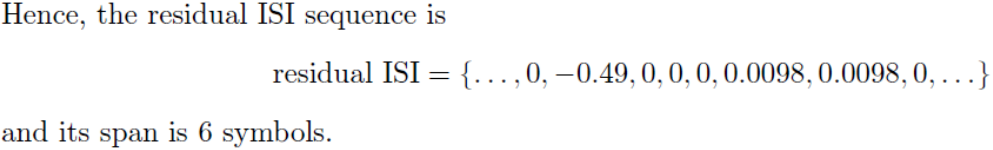 Hence, the residual ISI sequence is
residual ISI = {. . . , 0, −0.49, 0, 0, 0, 0.0098, 0.0098, 0, . . .}
and its span is 6 symbols.